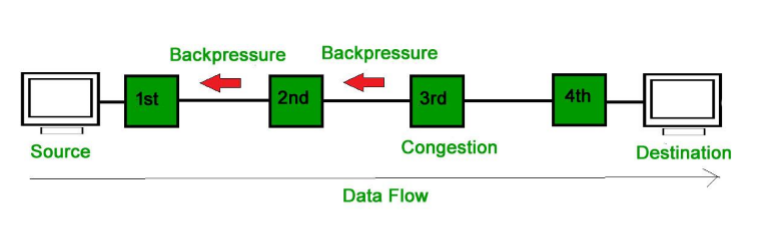 Backpressure
Backpressure
1st
2nd
3rd
4th
Source
Congestion
Destination
Data Flow